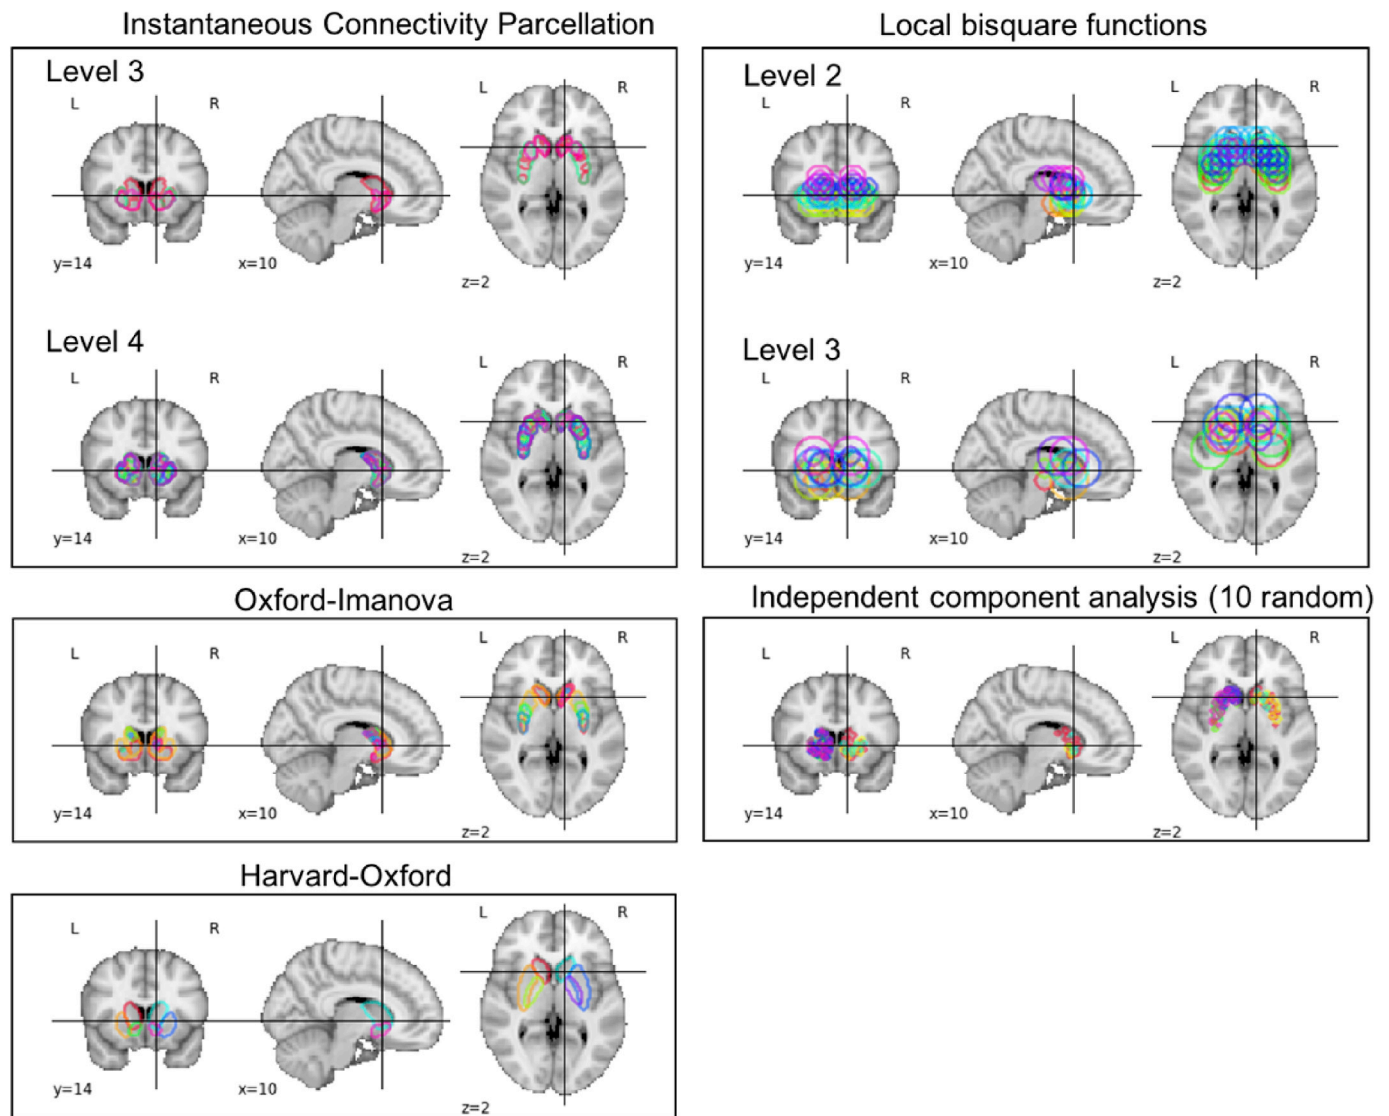 Instantaneous Connectivity Parcellation
Level 3
L R L R
y=14 x=10 z=2
Level 4
L R L R
y=14 x=10 z=2
Local bisquare functions
Level 2
L R L R
y=14 x=10 z=2
Level 3
L R L R
y=14 x=10 z=2
Oxford-Imanova
L R L R
y=14 x=10 z=2
Independent component analysis (10 random)
L R L R
y=14 x=10 z=2
Harvard-Oxford
L R L R
y=14 x=10 z=2